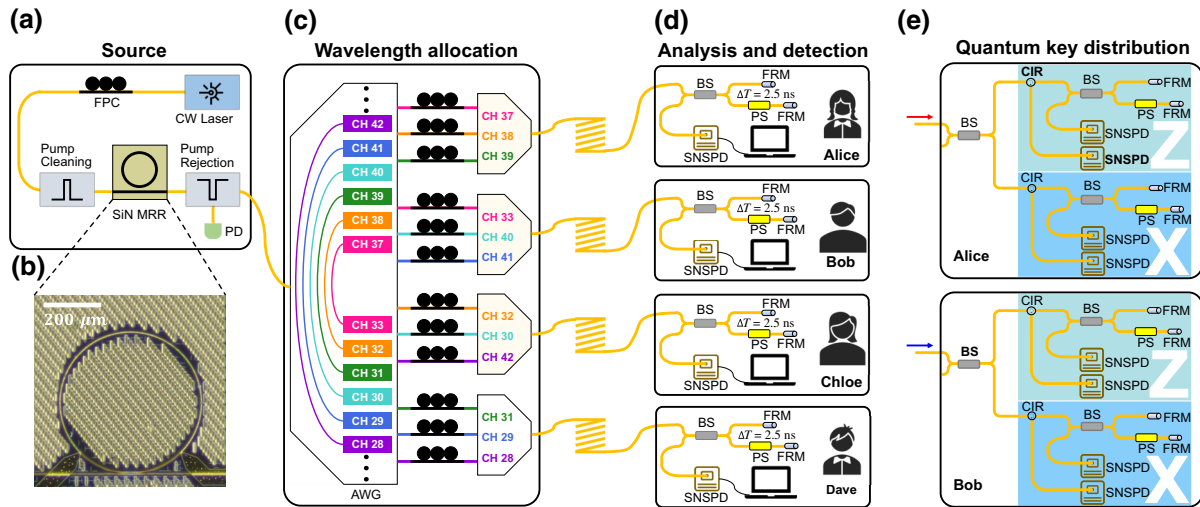 (a)
Source
FPC
CW Laser
Pump
Cleaning
Pump
Rejection
SiN MRR
PD
(b)
200 μm
(c)
Wavelength allocation
CH 42
CH 41
CH 40
CH 39
CH 38
CH 37
CH 33
CH 32
CH 31
CH 30
CH 29
CH 28
AWG
CH 37
CH 38
CH 39
CH 33
CH 40
CH 41
CH 32
CH 30
CH 42
CH 31
CH 29
CH 28
(d)
Analysis and detection
BS
FRM
ΔT = 2.5 ns
PS
FRM
SNSPD
Alice
BS
FRM
ΔT = 2.5 ns
PS
FRM
SNSPD
Bob
BS
FRM
ΔT = 2.5 ns
PS
FRM
SNSPD
Chloe
BS
FRM
ΔT = 2.5 ns
PS
FRM
SNSPD
Dave
(e)
Quantum key distribution
CIR
BS
FRM
BS
PS
FRM
SNSPD
SNSPD
Z
CIR
BS
FRM
PS
FRM
SNSPD
SNSPD
X
Alice
CIR
BS
FRM
BS
PS
FRM
SNSPD
SNSPD
Z
CIR
BS
FRM
PS
FRM
SNSPD
SNSPD
X
Bob